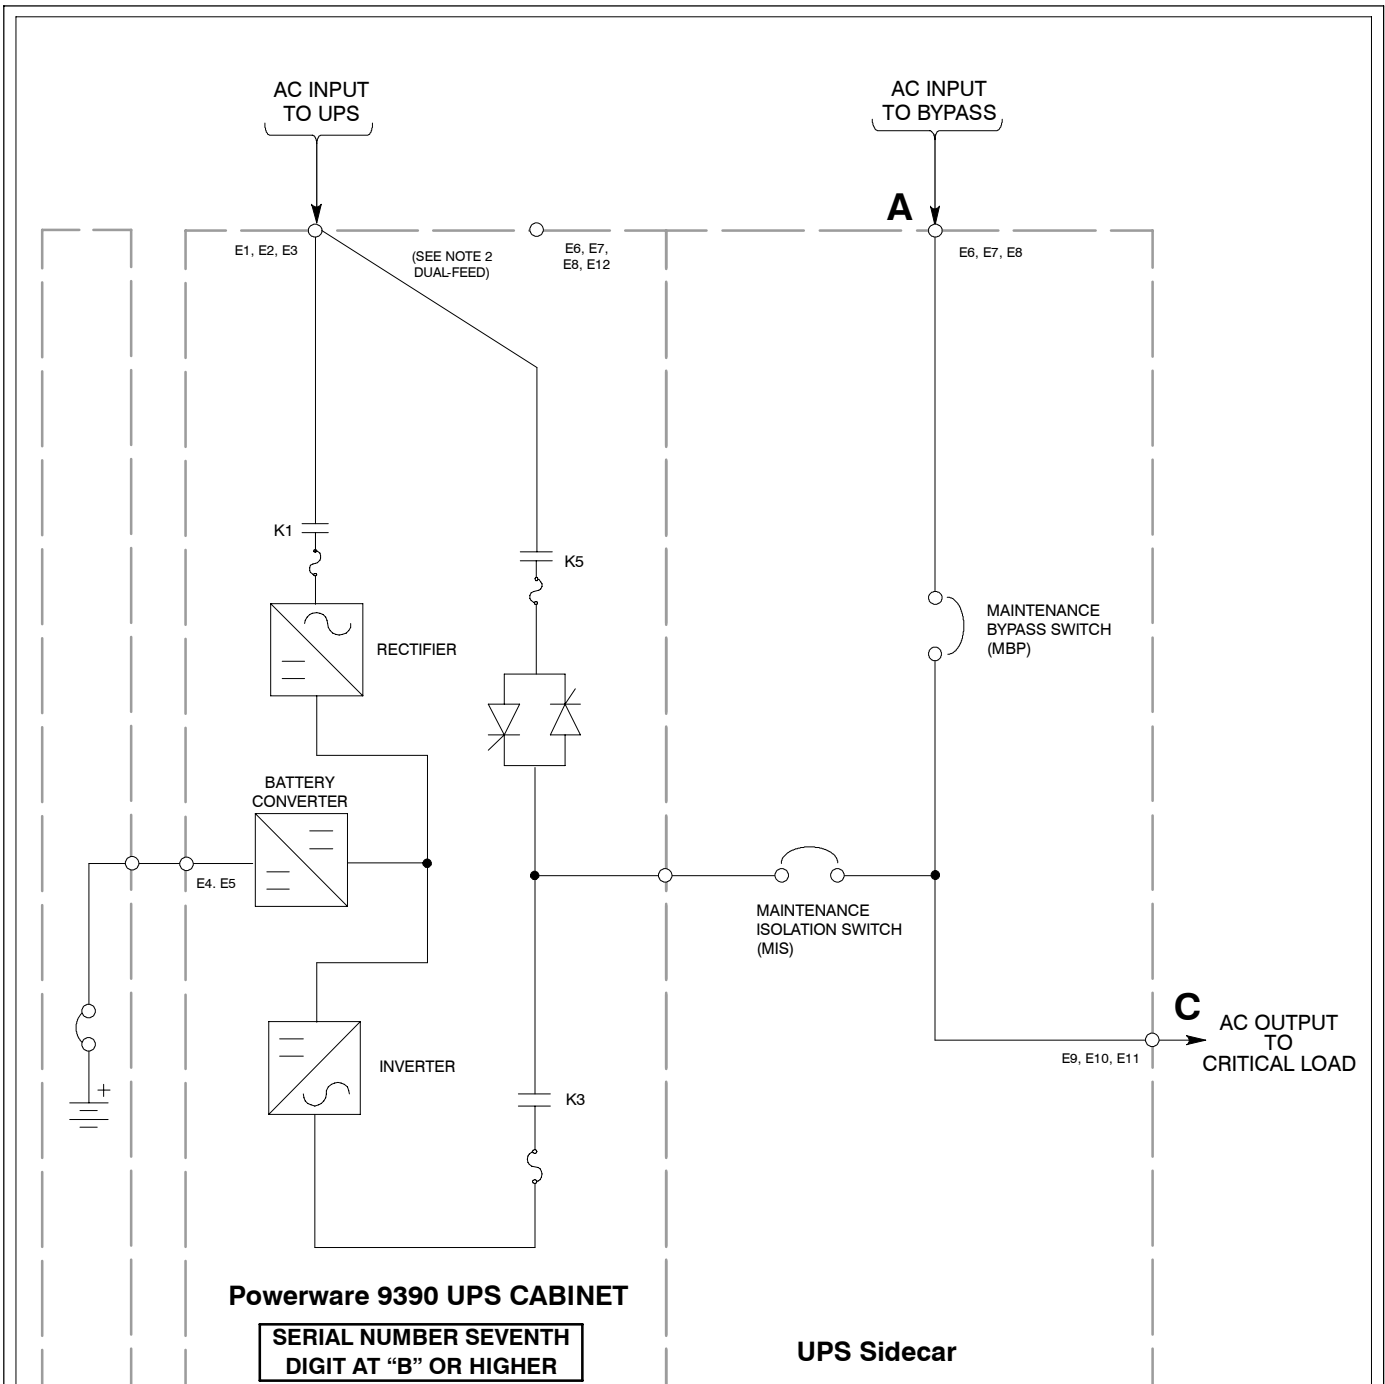 AC INPUT
TO UPS
AC INPUT
TO BYPASS
A
E1, E2, E3
(SEE NOTE 2
DUAL-FEED)
E6, E7,
E8, E12
E6, E7, E8
K1
K5
MAINTENANCE
BYPASS SWITCH
(MBP)
RECTIFIER
BATTERY
CONVERTER
E4. E5
MAINTENANCE
ISOLATION SWITCH
(MIS)
C
AC OUTPUT
TO
CRITICAL LOAD
E9, E10, E11
INVERTER
+
K3
Powerware 9390 UPS CABINET
SERIAL NUMBER SEVENTH
DIGIT AT “B” OR HIGHER
UPS Sidecar